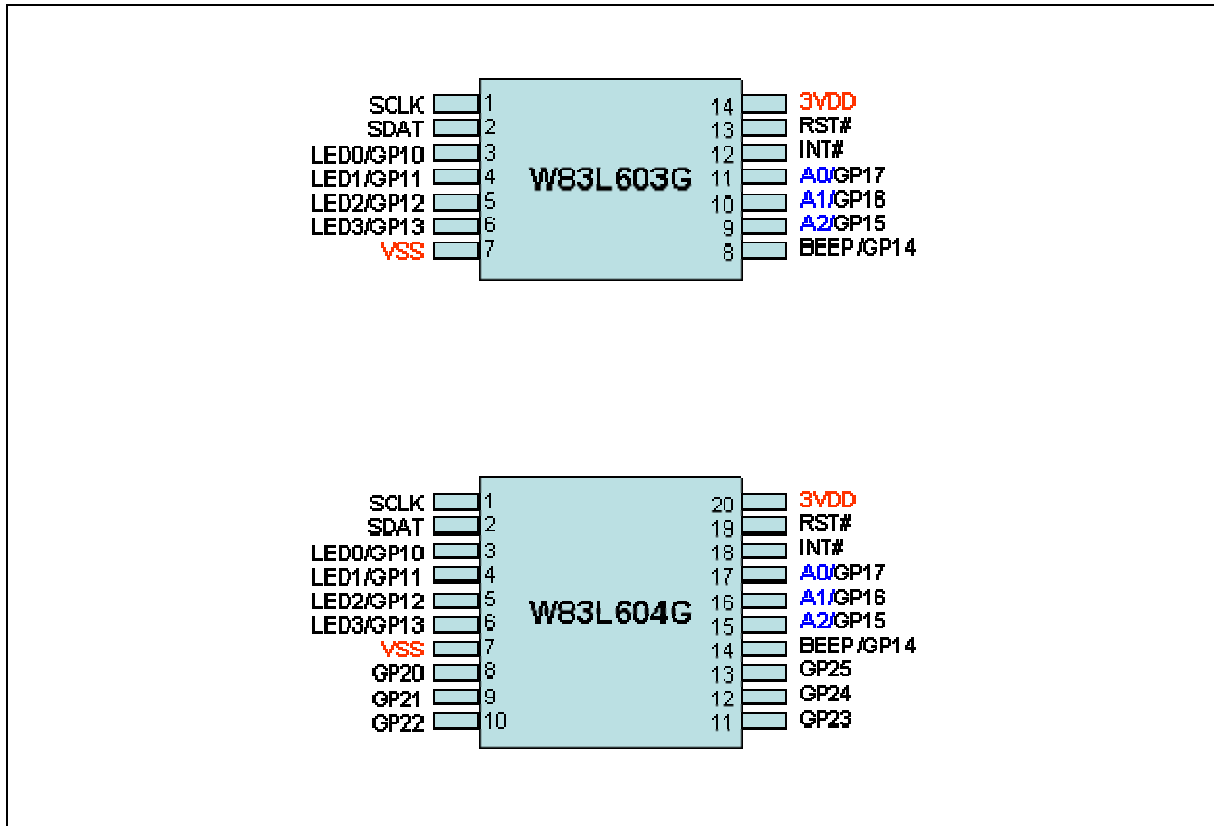 SCLK 1 14 3VDD
SDAT 2 13 RST#
LED0/GP10 3 12 INT#
LED1/GP11 4 W83L603G 11 A0/GP17
LED2/GP12 5 10 A1/GP16
LED3/GP13 6 9 A2/GP15
VSS 7 8 BEEP/GP14
SCLK 1 20 3VDD
SDAT 2 19 RST#
LED0/GP10 3 18 INT#
LED1/GP11 4 17 A0/GP17
LED2/GP12 5 W83L604G 16 A1/GP16
LED3/GP13 6 15 A2/GP15
VSS 7 14 BEEP/GP14
GP20 8 13 GP25
GP21 9 12 GP24
GP22 10 11 GP23